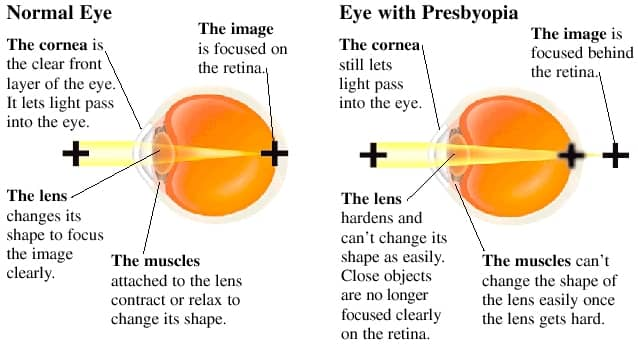 Normal Eye
The cornea is
the clear front
layer of the eye.
It lets light pass
into the eye.
The image
is focused on
the retina.
The lens
changes its
shape to focus
the image
clearly.
The muscles
attached to the lens
contract or relax to
change its shape.
Eye with Presbyopia
The cornea
still lets
light pass
into the eye.
The image is
focused behind
the retina.
The lens
hardens and
can't change its
shape as easily.
Close objects
are no longer
focused clearly
on the retina.
The muscles can't
change the shape of
the lens easily once
the lens gets hard.